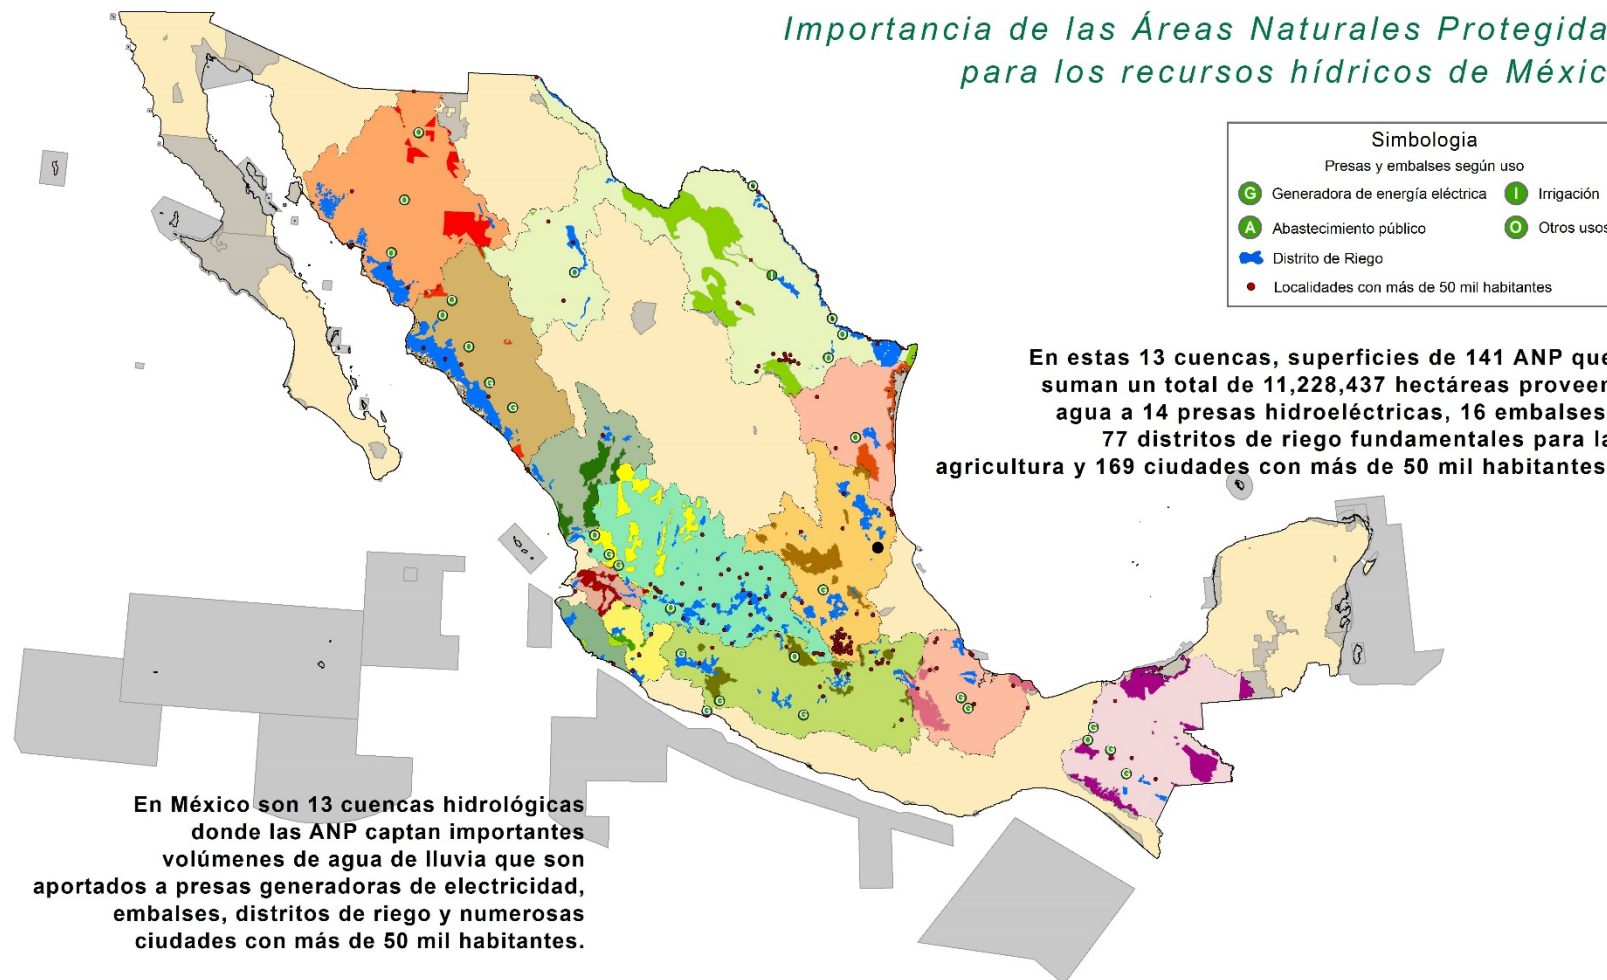 Importancia de las Áreas Naturales Protegida
para los recursos hídricos de Méxic
Simbologia
Presas y embalses según uso
G Generadora de energía eléctrica
I Irrigación
A Abastecimiento público
O Otros usos
Distrito de Riego
Localidades con más de 50 mil habitantes
En estas 13 cuencas, superficies de 141 ANP que
suman un total de 11,228,437 hectáreas proveen
agua a 14 presas hidroeléctricas, 16 embalses
77 distritos de riego fundamentales para la
agricultura y 169 ciudades con más de 50 mil habitantes
En México son 13 cuencas hidrológicas
donde las ANP captan importantes
volúmenes de agua de lluvia que son
aportados a presas generadoras de electricidad,
embalses, distritos de riego y numerosas
ciudades con más de 50 mil habitantes.